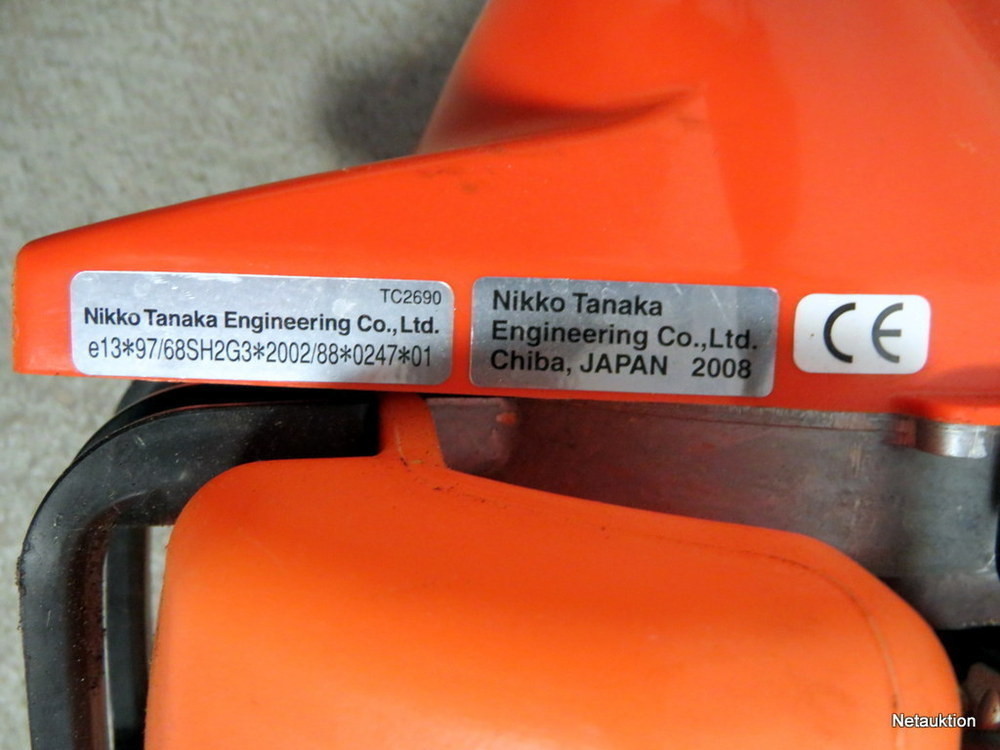 TC2690
Nikko Tanaka Engineering Co.,Ltd.
e13*97/68SH2G3*2002/88*0247*01
Nikko Tanaka
Engineering Co.,Ltd.
Chiba, JAPAN 2008
CE
Netauktion